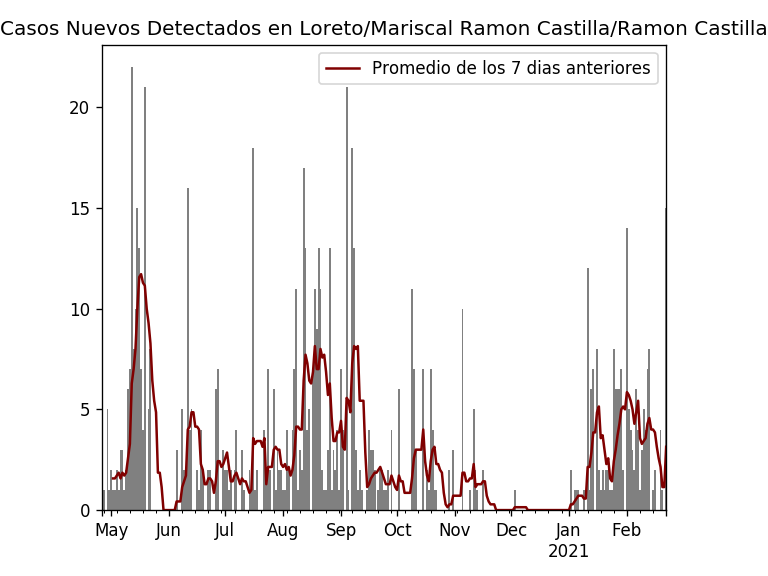 Casos Nuevos Detectados en Loreto/Mariscal Ramon Castilla/Ramon Castilla
Promedio de los 7 dias anteriores
20
15
10
5
0
May Jun Jul Aug Sep Oct Nov Dec Jan Feb
2021